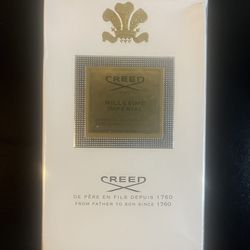 CREED
MILLESIME
IMPERIAL
CREED
DE PÈRE EN FILS DEPUIS 1760
FROM FATHER TO SON SINCE 1760